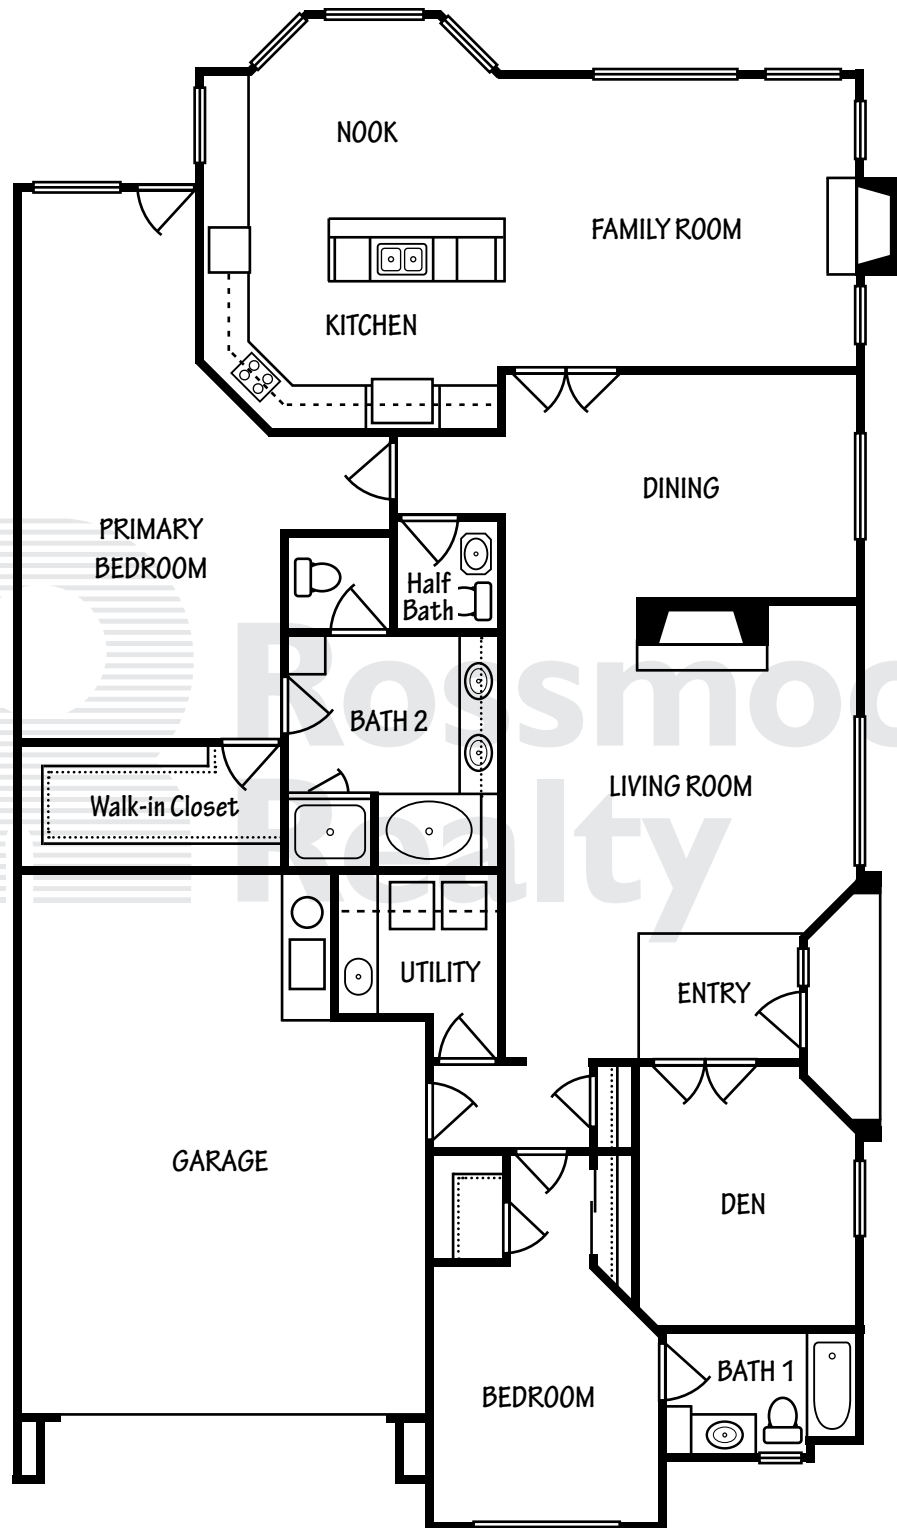 NOOK
FAMILY ROOM
KITCHEN
DINING
PRIMARY
BEDROOM
Half
Bath
BATH 2
LIVING ROOM
Walk-in Closet
Rossmoo
Realty
UTILITY
ENTRY
GARAGE
DEN
BATH 1
BEDROOM